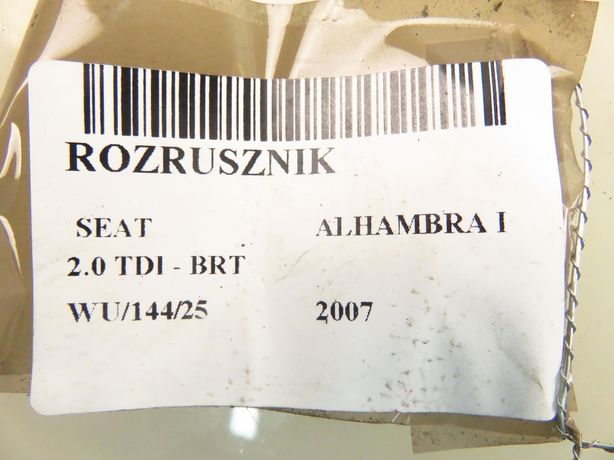 ROZRUSZNIK
SEAT ALHAMBRA I
2.0 TDI - BRT
WU/144/25 2007